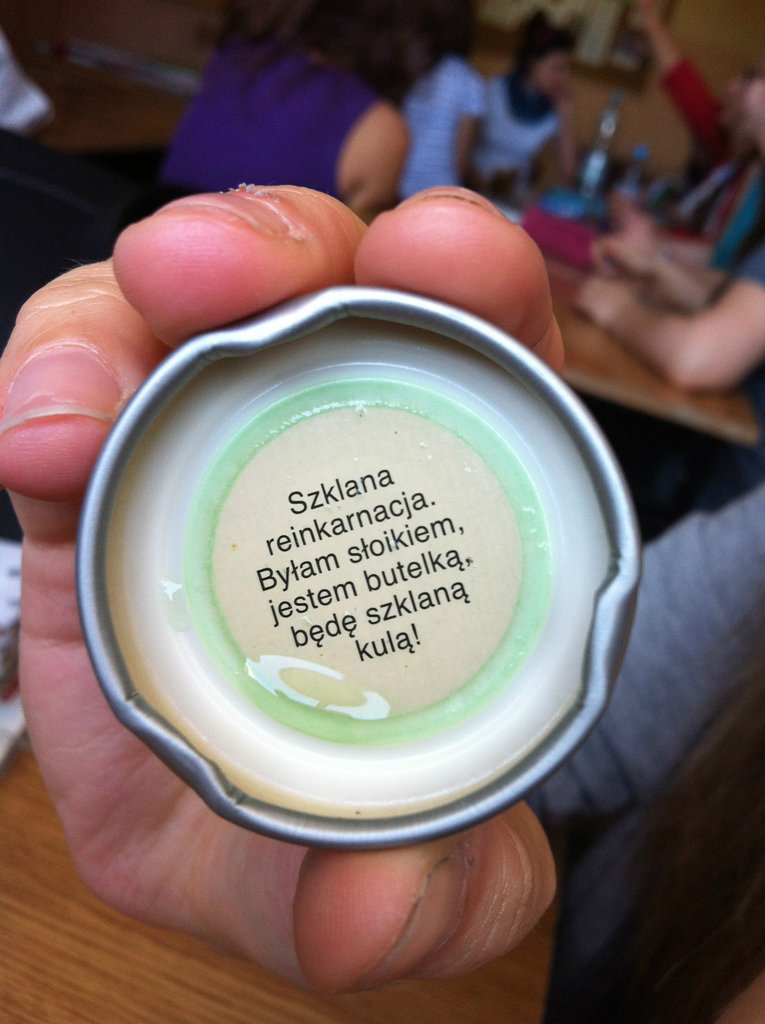 Szklana
reinkarnacja.
Byłam słoikiem,
jestem butelką,
będę szklaną
kulą!